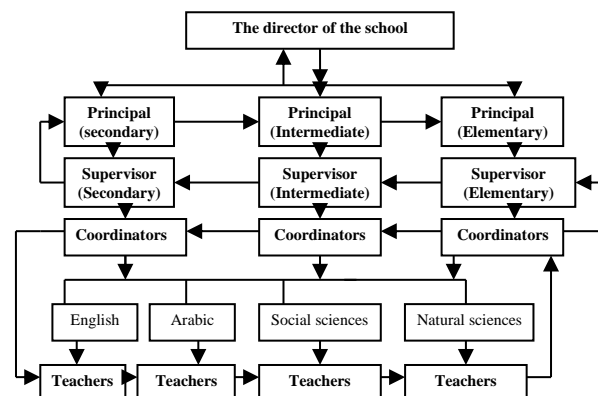 The director of the school
Principal
(secondary)
Principal
(Intermediate)
Principal
(Elementary)
Supervisor
(Secondary)
Supervisor
(Intermediate)
Supervisor
(Elementary)
Coordinators
Coordinators
Coordinators
English
Arabic
Social sciences
Natural sciences
Teachers
Teachers
Teachers
Teachers